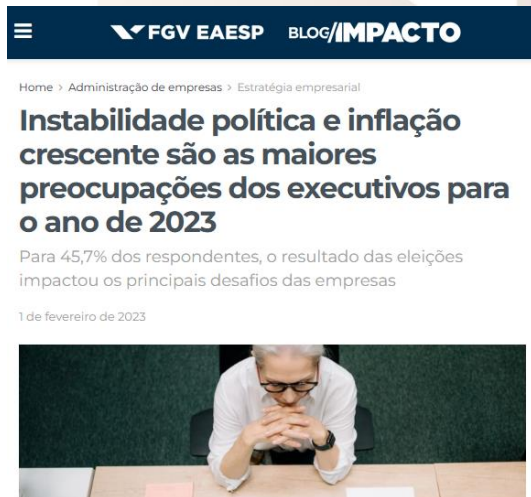 FGV EAESP BLOG/IMPACTO
Home > Administração de empresas > Estratégia empresarial
Instabilidade política e inflação
crescente são as maiores
preocupações dos executivos para
o ano de 2023
Para 45,7% dos respondentes, o resultado das eleições
impactou os principais desafios das empresas
1 de fevereiro de 2023